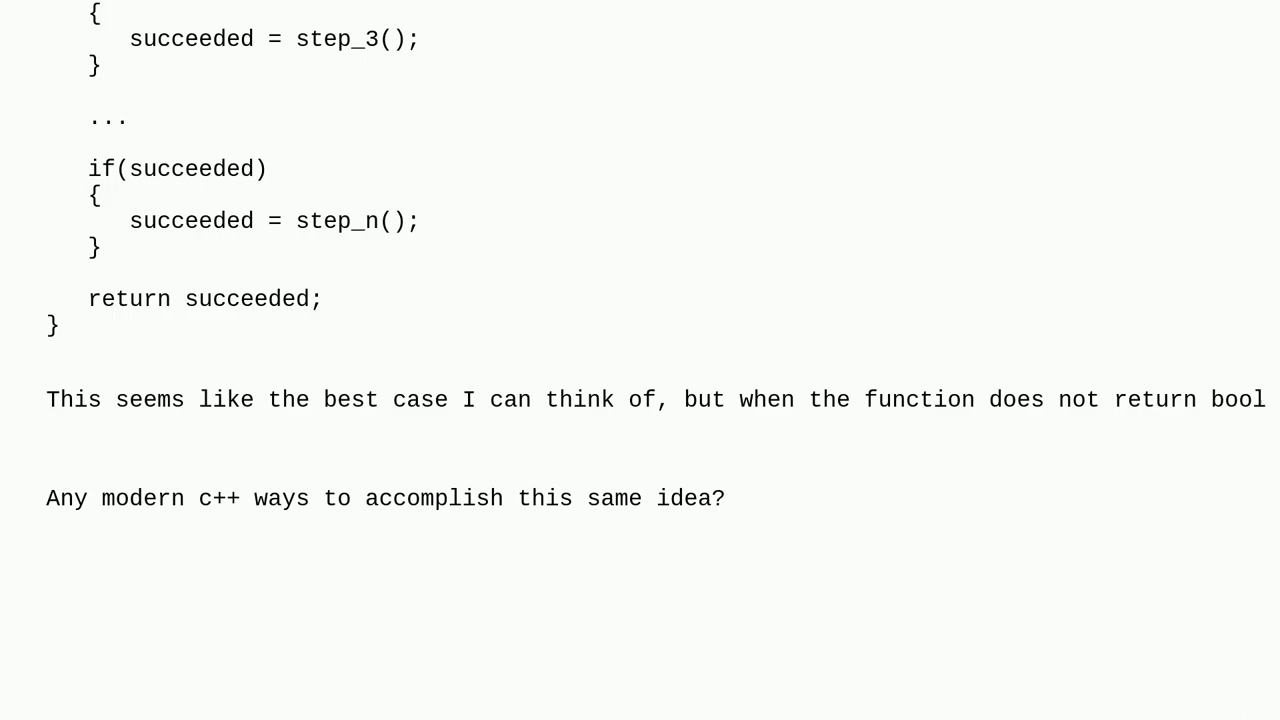 {
succeeded = step_3();
}
...
if(succeeded)
{
succeeded = step_n();
}
return succeeded;
}
This seems like the best case I can think of, but when the function does not return bool
Any modern c++ ways to accomplish this same idea?